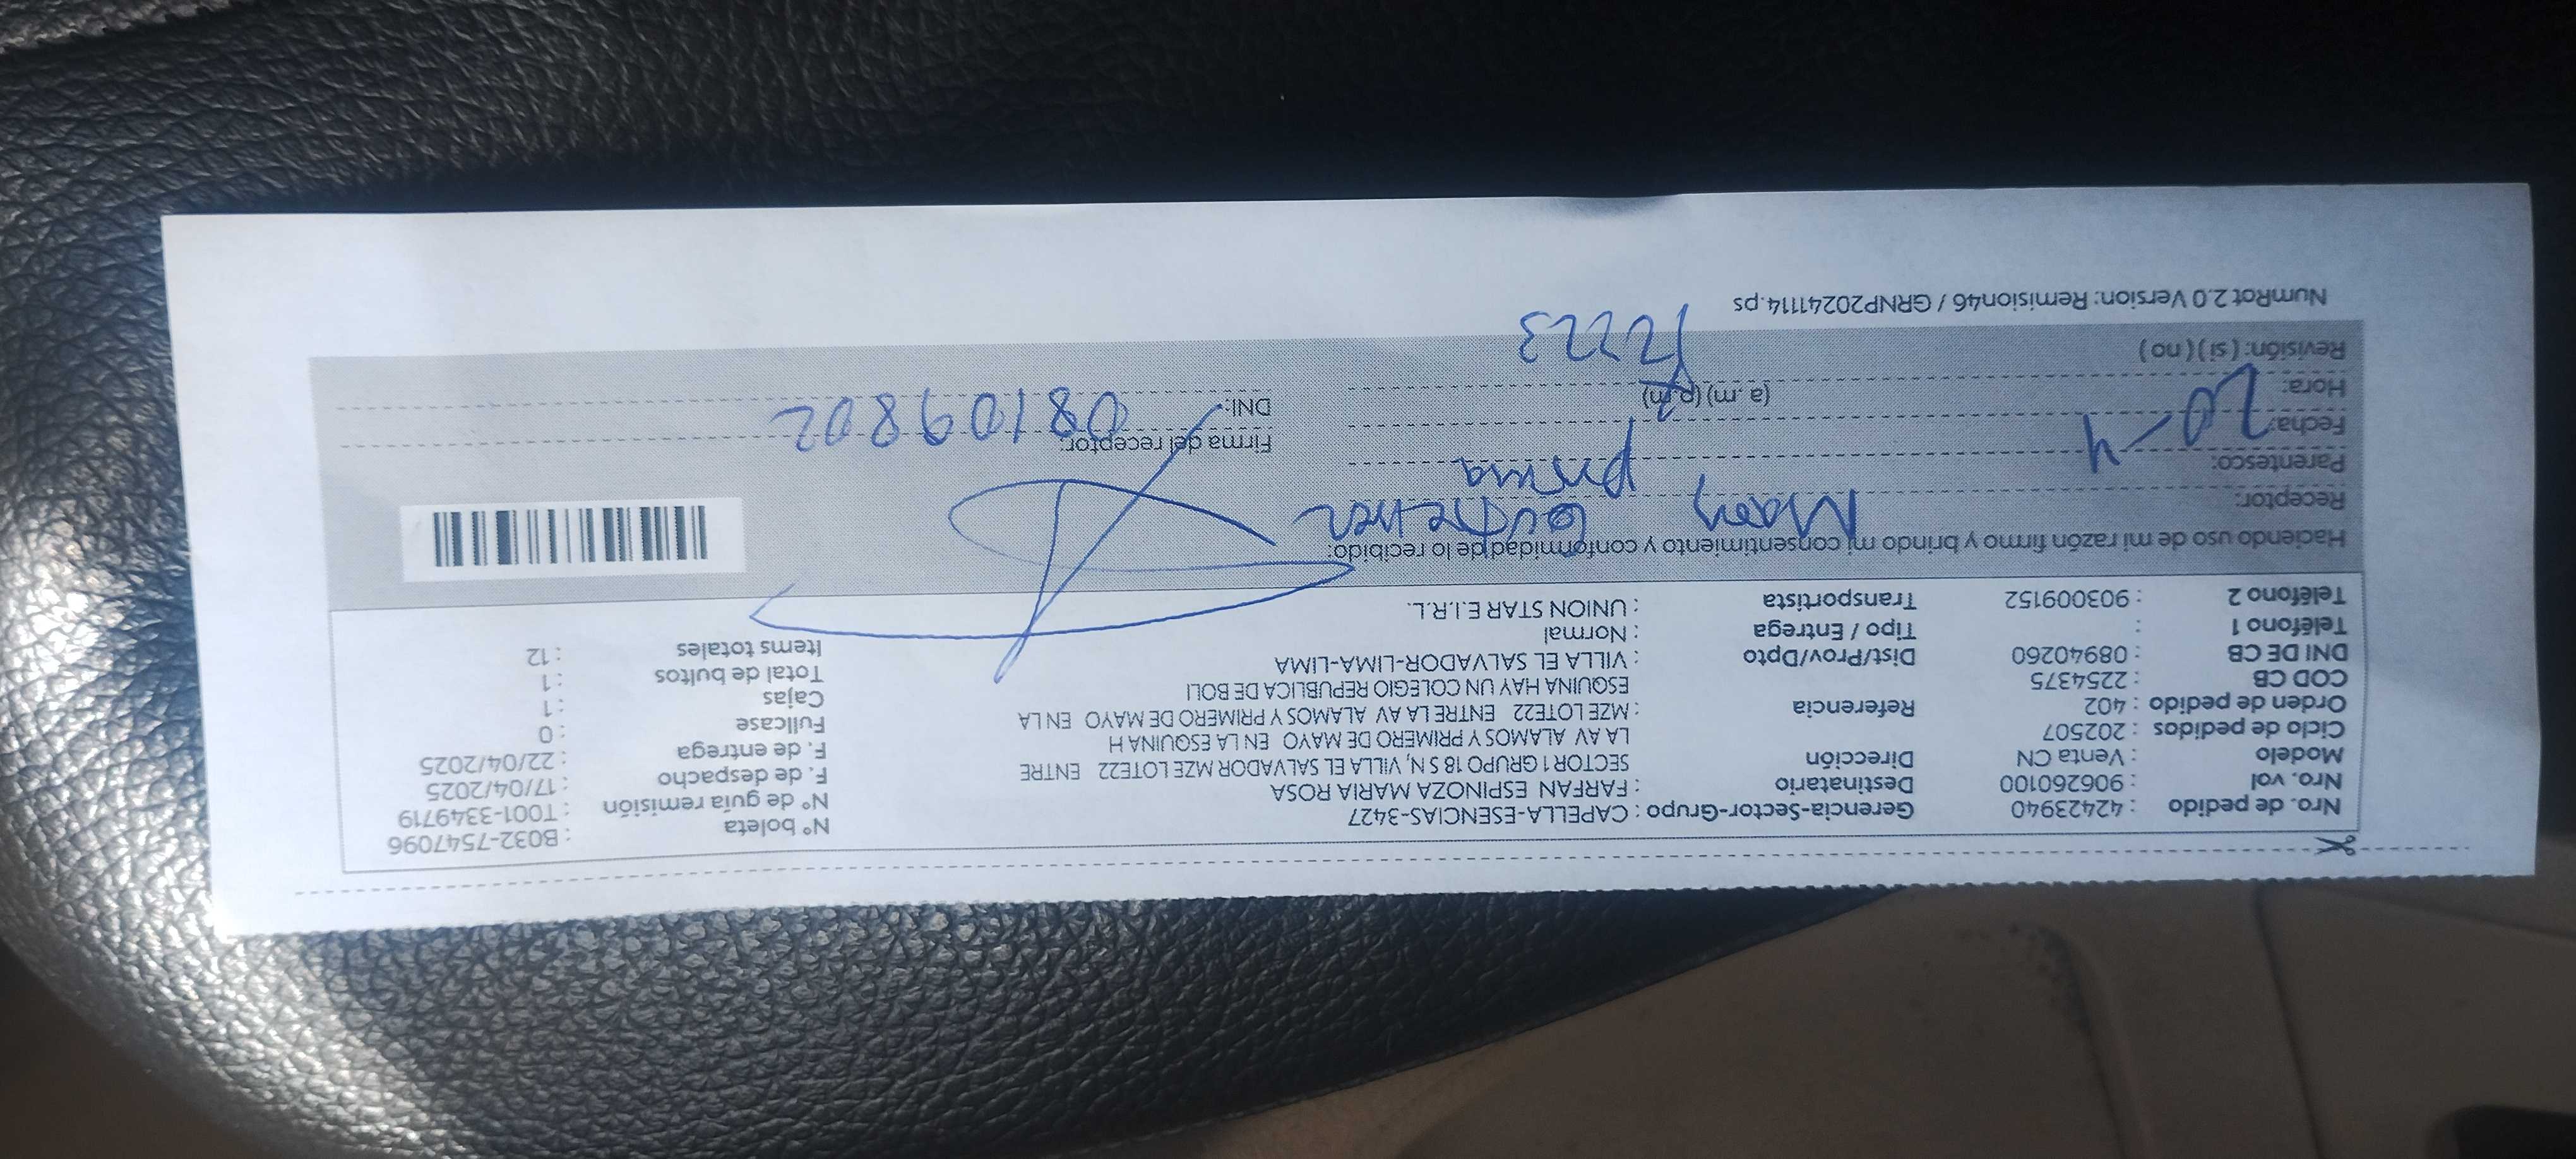 Nro. de pedido : 42423940 Gerencia-Sector-Grupo : CAPELLA-ESENCIAS-3427 N° boleta : B032-7547096
Nro. vol : 906260100 Destinatario : FARFAN ESPINOZA MARIA ROSA N° de guía remisión : T001-3349719
Modelo : Venta CN Dirección : SECTOR 1 GRUPO 18 S N, VILLA EL SALVADOR MZE LOTE22 ENTRE F. de despacho : 17/04/2025
Ciclo de pedidos : 202507 LA AV ALAMOS Y PRIMERO DE MAYO EN LA ESQUINA H F. de entrega : 22/04/2025
Orden de pedido : 402 Referencia : MZE LOTE22 ENTRE LA AV ALAMOS Y PRIMERO DE MAYO EN LA Fullcase : 0
COD CB : 2254375 ESQUINA HAY UN COLEGIO REPUBLICA DE BOLI Cajas : 1
DNI DE CB : 08940260 Dist/Prov/Dpto : VILLA EL SALVADOR-LIMA-LIMA Total de bultos : 1
Teléfono 1 : Tipo / Entrega : Normal Items totales : 12
Teléfono 2 : 903009152 Transportista : UNION STAR E.I.R.L.
Haciendo uso de mi razón firmo y brindo mi consentimiento y conformidad de lo recibido:
Receptor:
Parentesco: prima
Fecha: 20-4 Firma del receptor:
Hora: (a.m) (p.m) DNI: 08109802
Revisión: ( si ) ( no )
NumRot 2.0 Version: Remision46 / GRNP20241114.ps